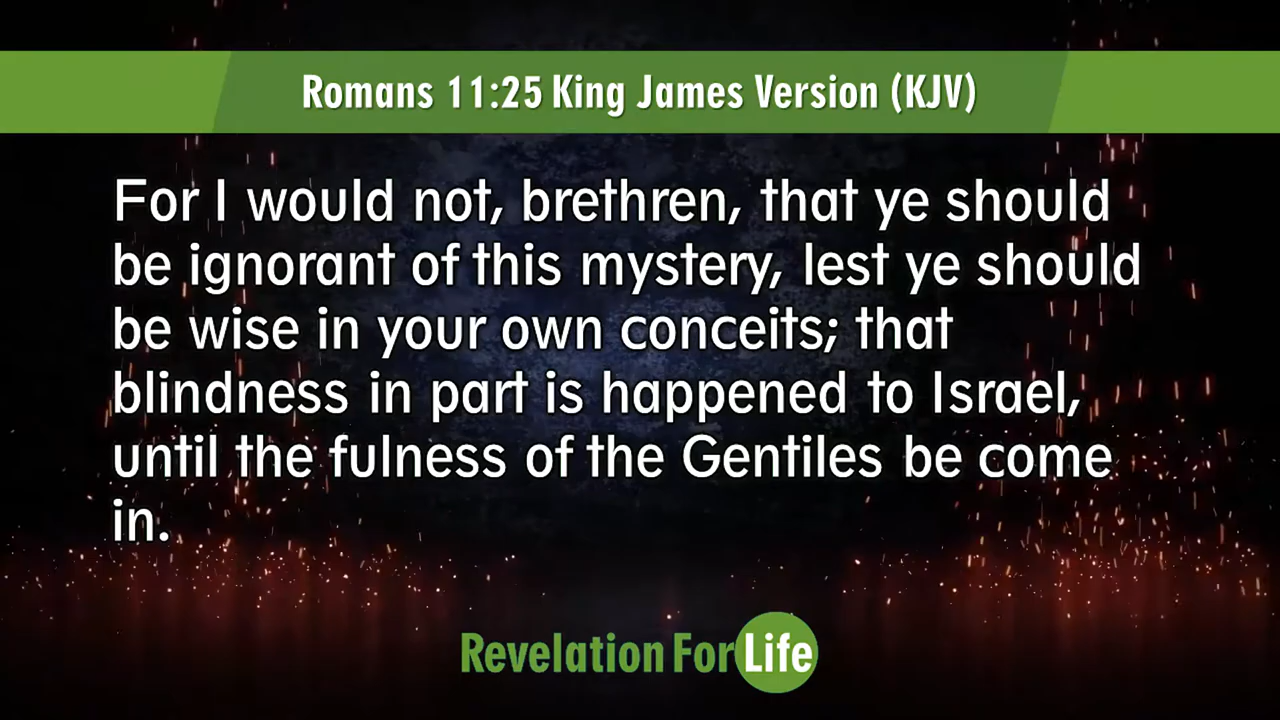 Romans 11:25 King James Version (KJV)
For I would not, brethren, that ye should
be ignorant of this mystery, lest ye should
be wise in your own conceits; that
blindness in part is happened to Israel,
until the fulness of the Gentiles be come
in.
Revelation For Life